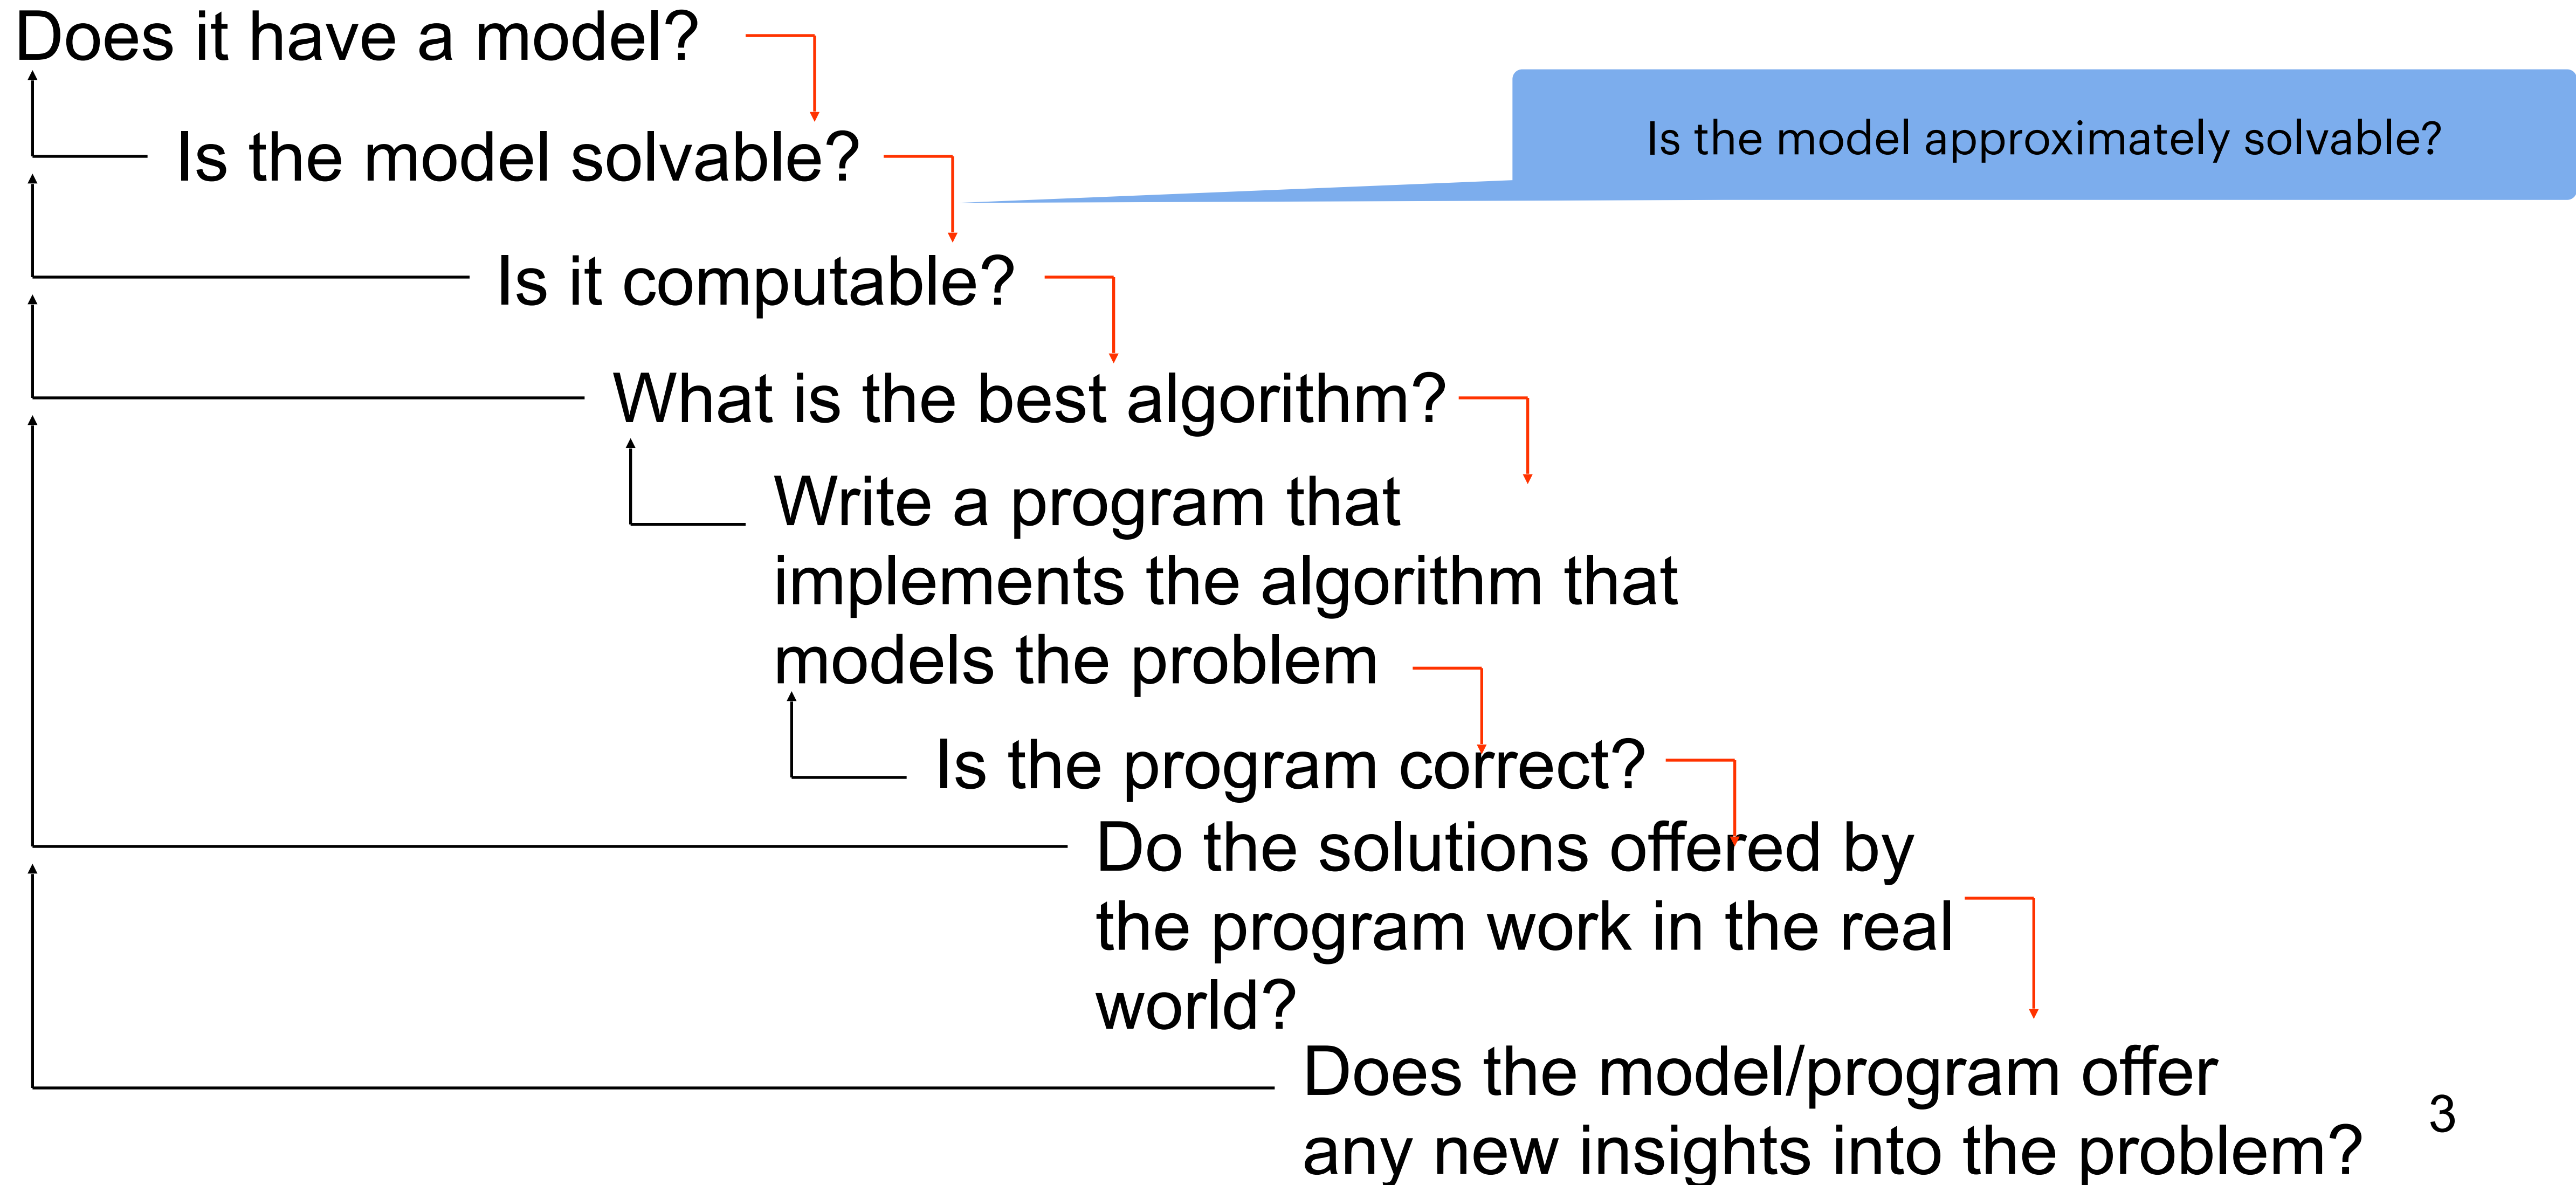 Does it have a model?
Is the model approximately solvable?
Is the model solvable?
Is it computable?
What is the best algorithm?
Write a program that
implements the algorithm that
models the problem
Is the program correct?
Do the solutions offered by
the program work in the real
world?
Does the model/program offer
any new insights into the problem?
3